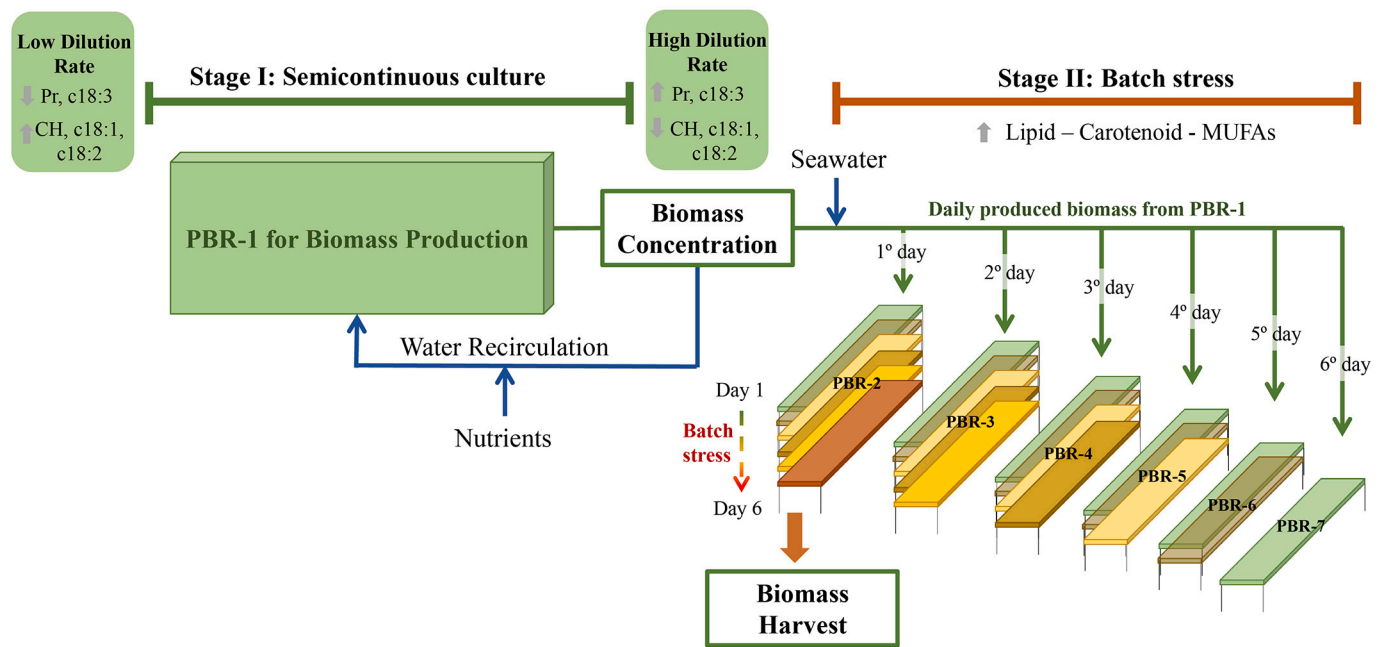 Low Dilution
Rate
Pr, c18:3
CH, c18:1,
c18:2
Stage I: Semicontinuous culture
High Dilution
Rate
Pr, c18:3
CH, c18:1,
c18:2
Stage II: Batch stress
Lipid – Carotenoid - MUFAs
Seawater
PBR-1 for Biomass Production
Biomass
Concentration
Daily produced biomass from PBR-1
1º day
2º day
3º day
4º day
5º day
6º day
Water Recirculation
Nutrients
Day 1
Batch
stress
Day 6
PBR-2
PBR-3
PBR-4
PBR-5
PBR-6
PBR-7
Biomass
Harvest